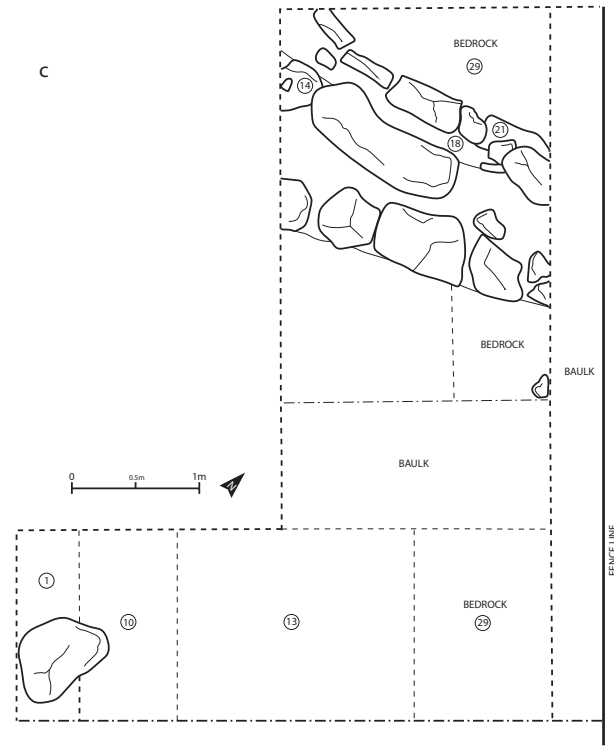 C
BEDROCK
29
14
21
18
BEDROCK
BAULK
BAULK
0 0.5m 1m
N
FENCE LINE
1
10
13
BEDROCK
29